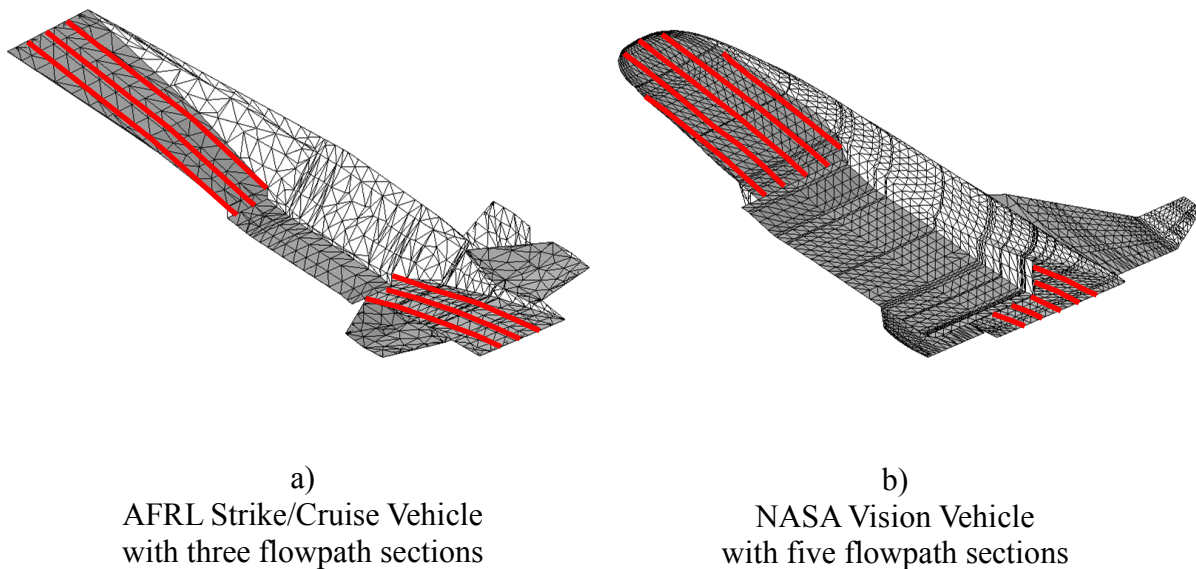 a)
AFRL Strike/Cruise Vehicle
with three flowpath sections
b)
NASA Vision Vehicle
with five flowpath sections